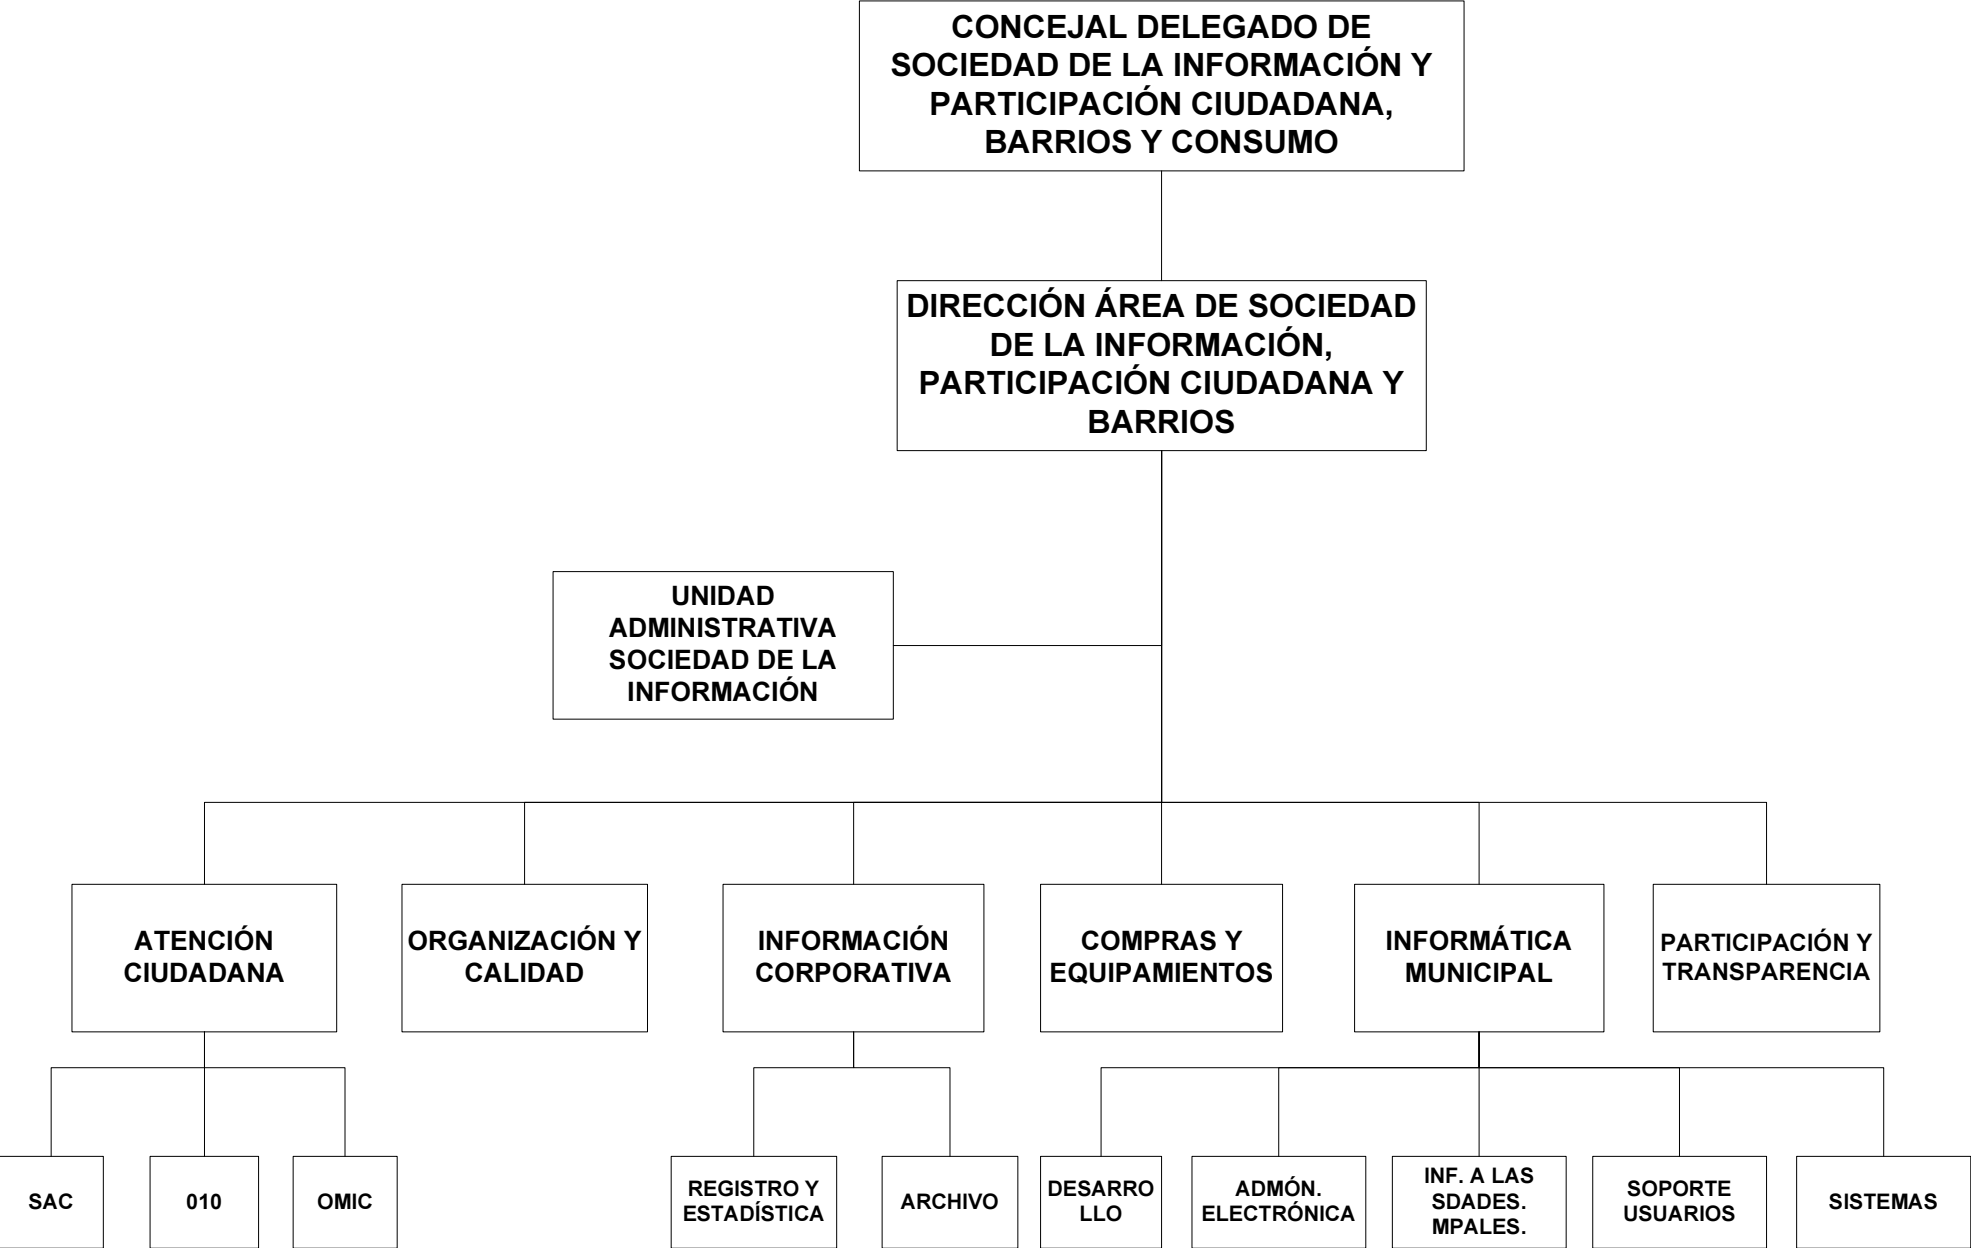 CONCEJAL DELEGADO DE
SOCIEDAD DE LA INFORMACIÓN Y
PARTICIPACIÓN CIUDADANA,
BARRIOS Y CONSUMO
DIRECCIÓN ÁREA DE SOCIEDAD
DE LA INFORMACIÓN,
PARTICIPACIÓN CIUDADANA Y
BARRIOS
UNIDAD
ADMINISTRATIVA
SOCIEDAD DE LA
INFORMACIÓN
ATENCIÓN
CIUDADANA
ORGANIZACIÓN Y
CALIDAD
INFORMACIÓN
CORPORATIVA
COMPRAS Y
EQUIPAMIENTOS
INFORMÁTICA
MUNICIPAL
PARTICIPACIÓN Y
TRANSPARENCIA
SAC
010
OMIC
REGISTRO Y
ESTADÍSTICA
ARCHIVO
DESARRO
LLO
ADMÓN.
ELECTRÓNICA
INF. A LAS
SDADES.
MPALES.
SOPORTE
USUARIOS
SISTEMAS